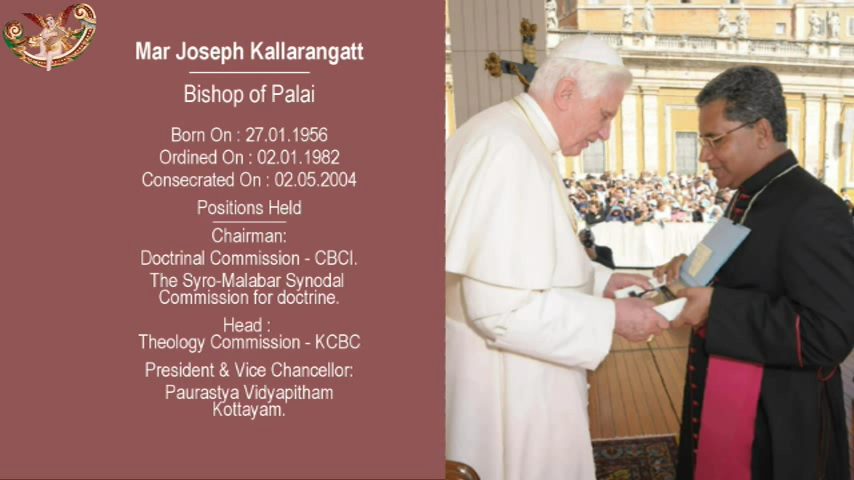 Mar Joseph Kallarangatt
Bishop of Palai
Born On : 27.01.1956
Ordined On : 02.01.1982
Consecrated On : 02.05.2004
Positions Held
Chairman:
Doctrinal Commission - CBCI.
The Syro-Malabar Synodal
Commission for doctrine.
Head :
Theology Commission - KCBC
President & Vice Chancellor:
Paurastya Vidyapitham
Kottayam.